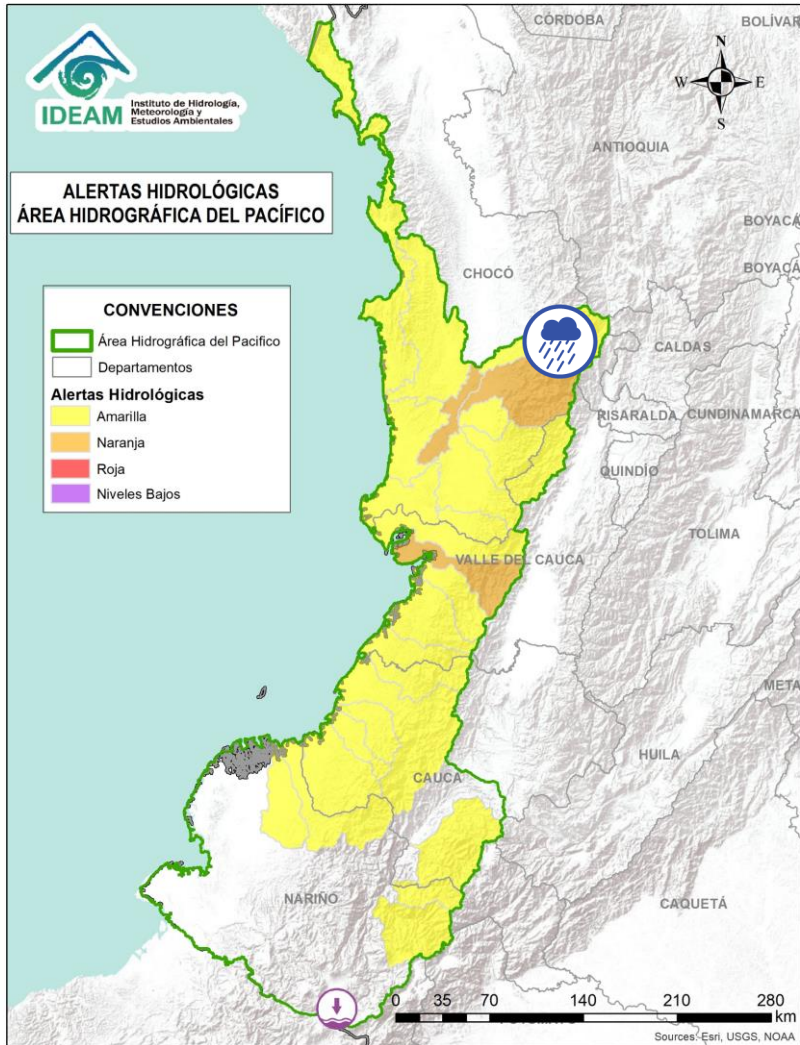 CÓRDOBA
BOLÍVAR
N
W
E
S
IDEAM
Instituto de Hidrología,
Meteorología y
Estudios Ambientales
ANTIOQUIA
ALERTAS HIDROLÓGICAS
ÁREA HIDROGRÁFICA DEL PACÍFICO
BOYACÁ
CHOCÓ
BOYACÁ
CONVENCIONES
Área Hidrográfica del Pacifico
Departamentos
Alertas Hidrológicas
Amarilla
Naranja
Roja
Niveles Bajos
CALDAS
RISARALDA
CUNDINAMARCA
QUINDÍO
TOLIMA
VALLE DEL CAUCA
META
HUILA
CAUCA
NARIÑO
CAQUETÁ
0 35 70 140 210 280
km
Sources: Esri, USGS, NOAA